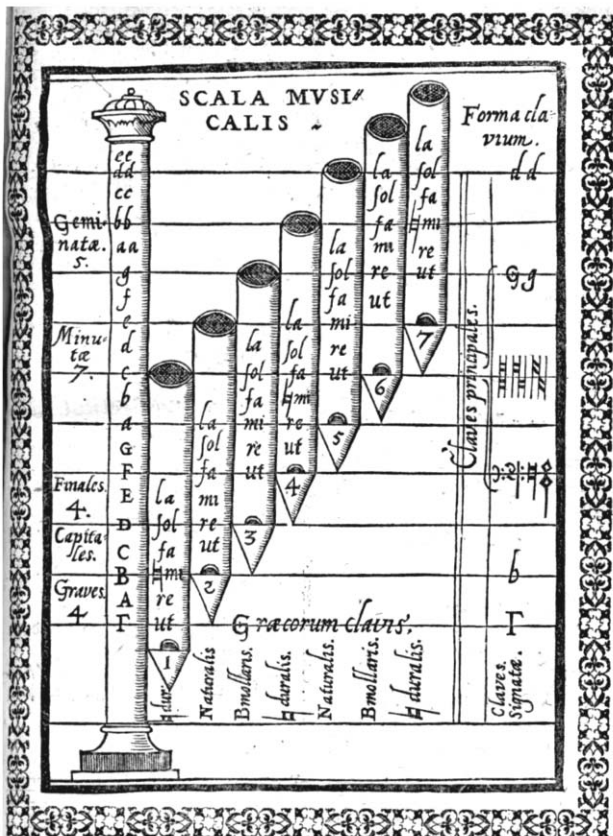 SCALA MVSI=
CALIS
Forma cla
vium.
Gemi-
natæ.
5.
Minu-
tæ
7.
Finales.
4.
Capita-
les.
Graves.
4
ee
dd
cc
bb
aa
g
f
e
d
c
b
a
G
F
E
D
C
B
A
Γ
la
sol
fa
♮mi
re
ut
1
la
sol
fa
mi
re
ut
2
la
sol
fa
mi
re
ut
3
la
sol
fa
♮mi
re
ut
4
la
sol
fa
mi
re
ut
5
la
sol
fa
mi
re
ut
6
la
sol
fa
♮mi
re
ut
7
Græcorum clavis.
♮dur
Naturalis
Bmollaris.
♮duralis.
Naturalis.
Bmollaris.
♮duralis.
Claves principales.
dd
Gg
b
Γ
Claves
Signatæ.